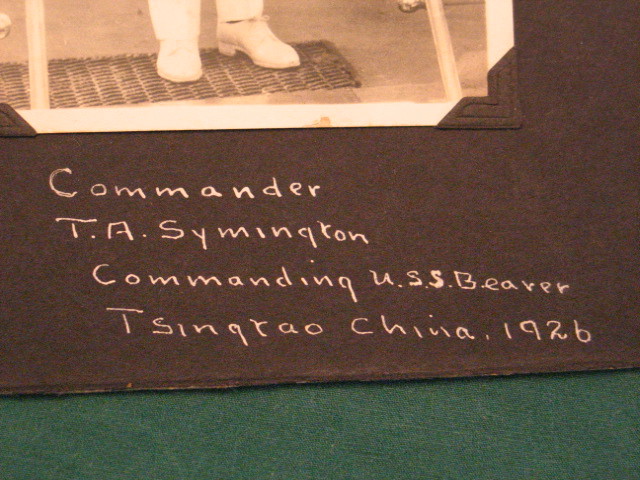 Commander
T.A. Symington
Commanding U.S.S. Beaver
Tsingtao China, 1926